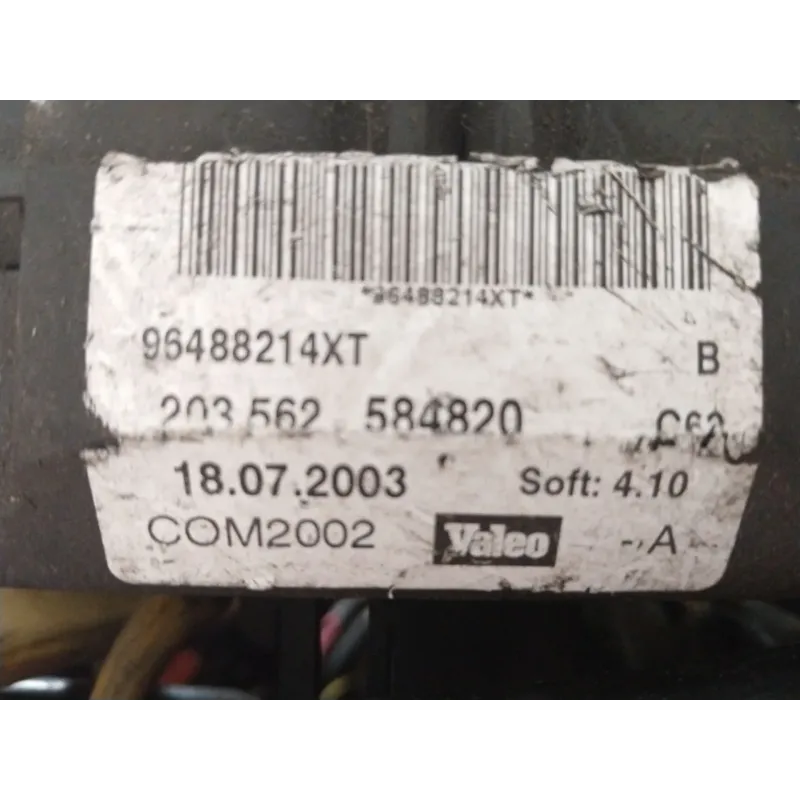 *96488214XT*
96488214XT B
203 562 584820 C62
18.07.2003 Soft: 4.10
COM2002 Valeo -A